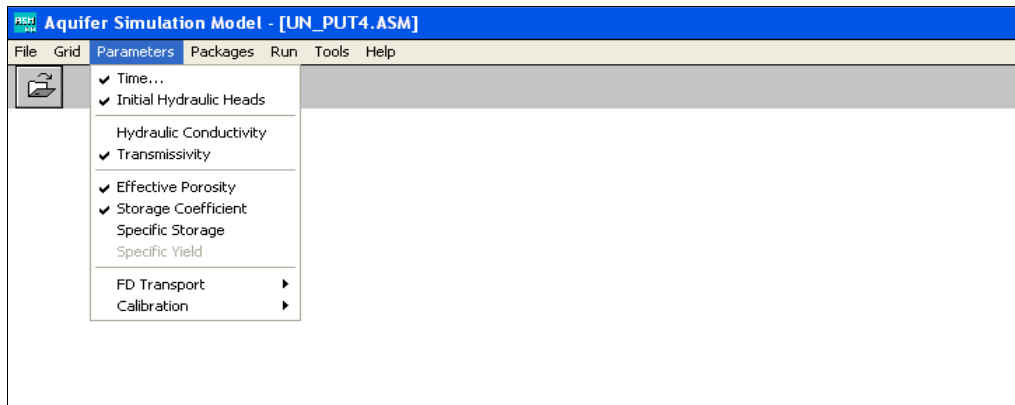 Aquifer Simulation Model - [UN_PUT4.ASM]
File Grid Parameters Packages Run Tools Help
Time...
Initial Hydraulic Heads
Hydraulic Conductivity
Transmissivity
Effective Porosity
Storage Coefficient
Specific Storage
Specific Yield
FD Transport
Calibration